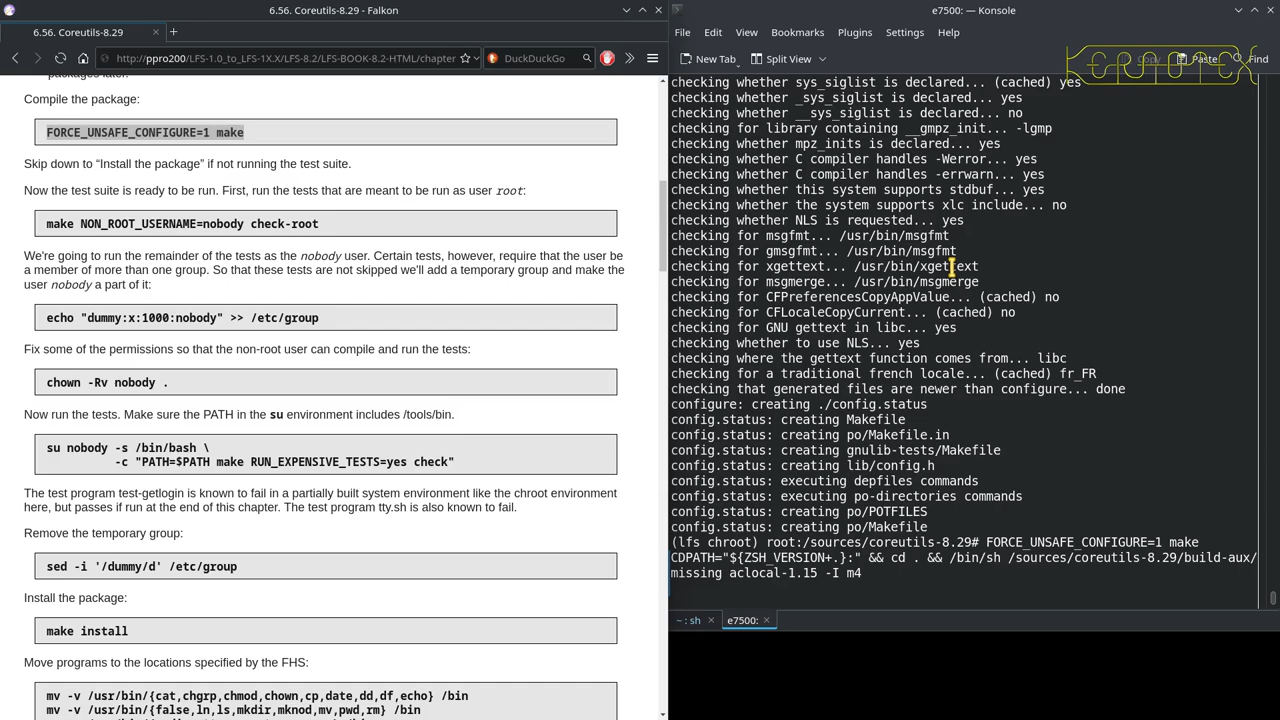 6.56. Coreutils-8.29 - Falkon
6.56. Coreutils-8.29
http://ppro200/LFS-1.0_to_LFS-1X.X/LFS-8.2/LFS-BOOK-8.2-HTML/chapter
DuckDuckGo
packages later.
Compile the package:
FORCE_UNSAFE_CONFIGURE=1 make
Skip down to “Install the package” if not running the test suite.
Now the test suite is ready to be run. First, run the tests that are meant to be run as user root:
make NON_ROOT_USERNAME=nobody check-root
We're going to run the remainder of the tests as the nobody user. Certain tests, however, require that the user be
a member of more than one group. So that these tests are not skipped we'll add a temporary group and make the
user nobody a part of it:
echo "dummy:x:1000:nobody" >> /etc/group
Fix some of the permissions so that the non-root user can compile and run the tests:
chown -Rv nobody .
Now run the tests. Make sure the PATH in the su environment includes /tools/bin.
su nobody -s /bin/bash \
-c "PATH=$PATH make RUN_EXPENSIVE_TESTS=yes check"
The test program test-getlogin is known to fail in a partially built system environment like the chroot environment
here, but passes if run at the end of this chapter. The test program tty.sh is also known to fail.
Remove the temporary group:
sed -i '/dummy/d' /etc/group
Install the package:
make install
Move programs to the locations specified by the FHS:
mv -v /usr/bin/{cat,chgrp,chmod,chown,cp,date,dd,df,echo} /bin
mv -v /usr/bin/{false,ln,ls,mkdir,mknod,mv,pwd,rm} /bin
e7500: — Konsole
File Edit View Bookmarks Plugins Settings Help
New Tab Split View Copy Paste Find
checking whether sys_siglist is declared... (cached) yes
checking whether _sys_siglist is declared... yes
checking whether __sys_siglist is declared... no
checking for library containing __gmpz_init... -lgmp
checking whether mpz_inits is declared... yes
checking whether C compiler handles -Werror... yes
checking whether C compiler handles -errwarn... yes
checking whether this system supports stdbuf... yes
checking whether the system supports xlc include... no
checking whether NLS is requested... yes
checking for msgfmt... /usr/bin/msgfmt
checking for gmsgfmt... /usr/bin/msgfmt
checking for xgettext... /usr/bin/xgettext
checking for msgmerge... /usr/bin/msgmerge
checking for CFPreferencesCopyAppValue... (cached) no
checking for CFLocaleCopyCurrent... (cached) no
checking for GNU gettext in libc... yes
checking whether to use NLS... yes
checking where the gettext function comes from... libc
checking for a traditional french locale... (cached) fr_FR
checking that generated files are newer than configure... done
configure: creating ./config.status
config.status: creating Makefile
config.status: creating po/Makefile.in
config.status: creating gnulib-tests/Makefile
config.status: creating lib/config.h
config.status: executing depfiles commands
config.status: executing po-directories commands
config.status: creating po/POTFILES
config.status: creating po/Makefile
(lfs chroot) root:/sources/coreutils-8.29# FORCE_UNSAFE_CONFIGURE=1 make
CDPATH="${ZSH_VERSION+.}:" && cd . && /bin/sh /sources/coreutils-8.29/build-aux/
missing aclocal-1.15 -I m4
~ : sh
e7500: